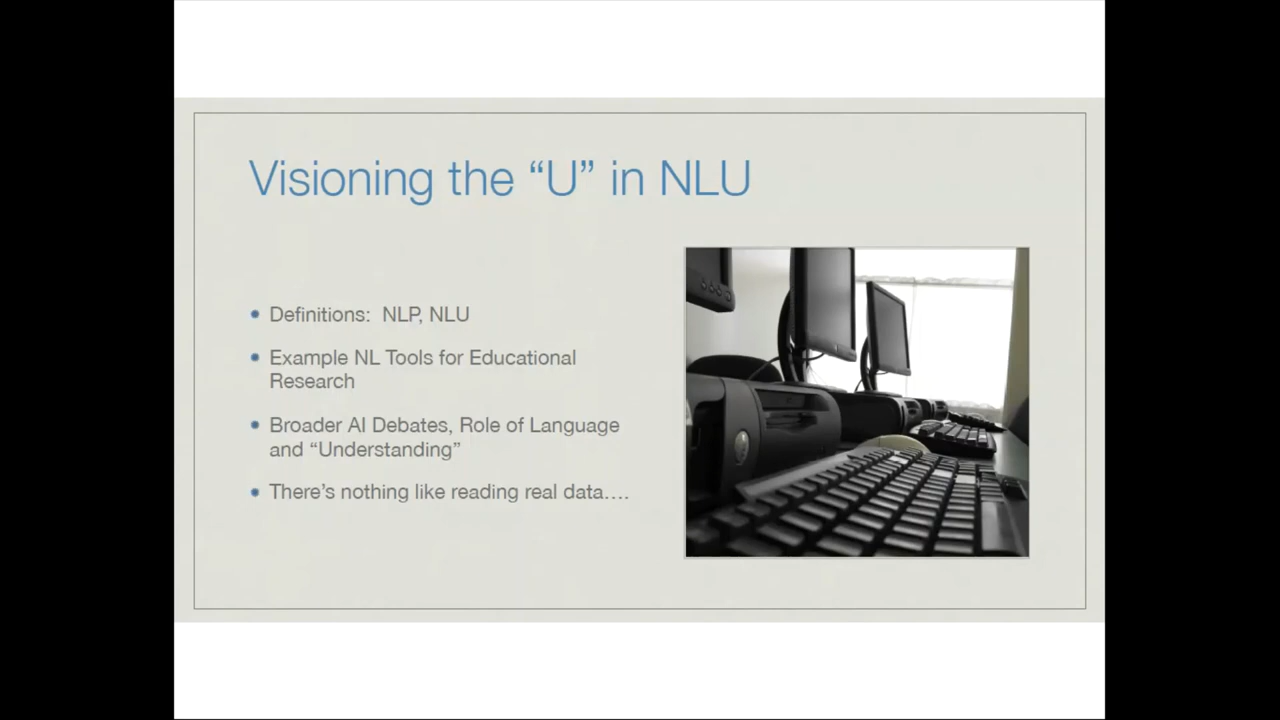 Visioning the “U” in NLU
• Definitions:  NLP, NLU
• Example NL Tools for Educational
Research
• Broader AI Debates, Role of Language
and “Understanding”
• There’s nothing like reading real data….